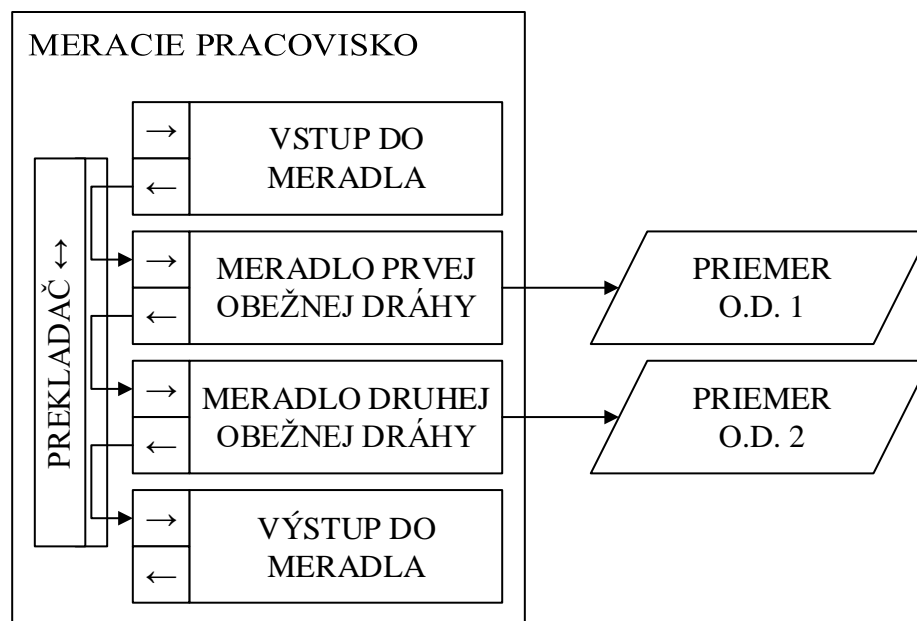 MERACIE PRACOVISKO
→
VSTUP DO
MERADLA
←
PREKLADAČ ↔
→
MERADLO PRVEJ
OBEŽNEJ DRÁHY
←
PRIEMER
O.D. 1
→
MERADLO DRUHEJ
OBEŽNEJ DRÁHY
←
PRIEMER
O.D. 2
→
VÝSTUP DO
MERADLA
←